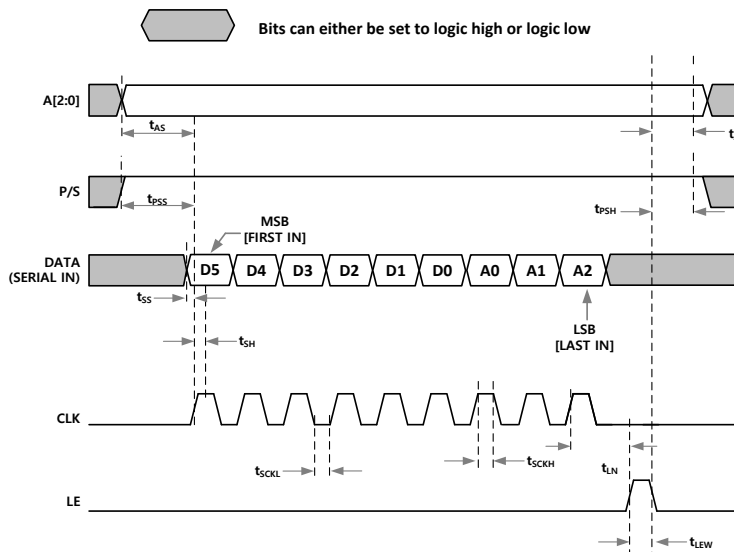 Bits can either be set to logic high or logic low
A[2:0]
tAS
t
P/S
tPSS
tPSH
MSB
[FIRST IN]
DATA
(SERIAL IN)
D5 D4 D3 D2 D1 D0 A0 A1 A2
tSS
LSB
[LAST IN]
tSH
CLK
tSCKL
tSCKH
tLN
LE
tLEW